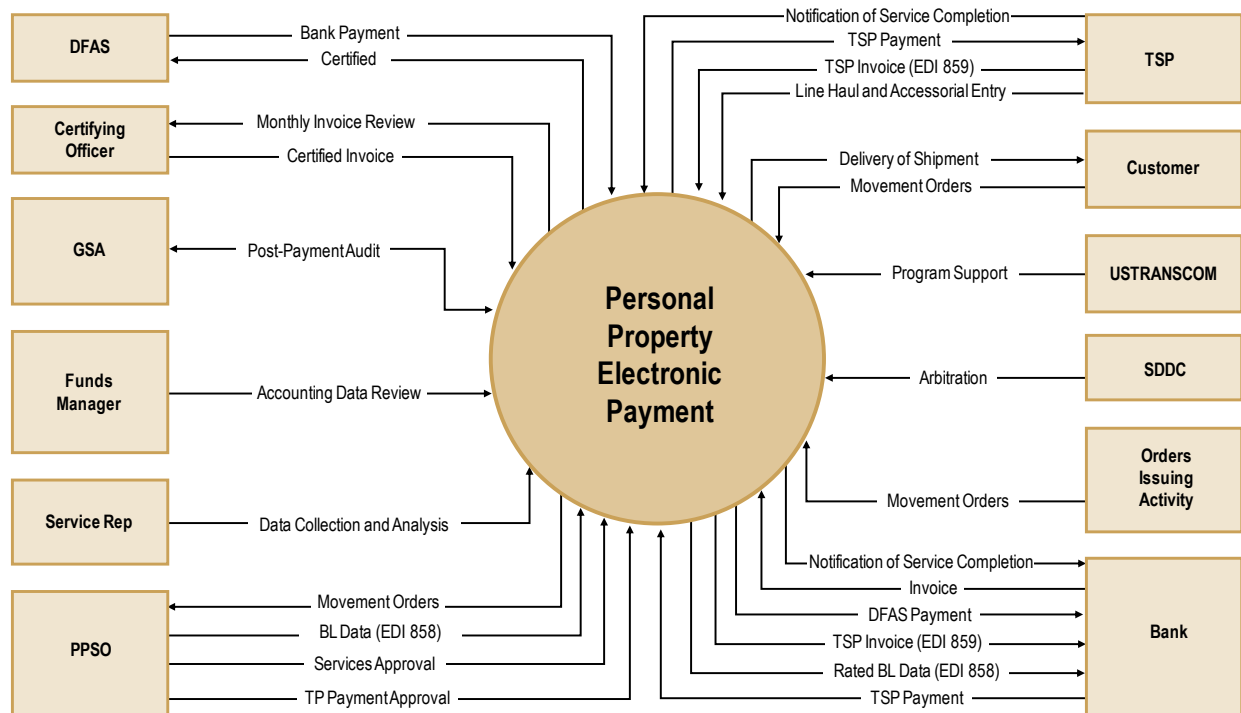 DFAS
Bank Payment
Certified
Certifying
Officer
Monthly Invoice Review
Certified Invoice
GSA
Post-Payment Audit
Funds
Manager
Accounting Data Review
Service Rep
Data Collection and Analysis
PPSO
Movement Orders
BL Data (EDI 858)
Services Approval
TP Payment Approval
Personal
Property
Electronic
Payment
Notification of Service Completion
TSP Payment
TSP Invoice (EDI 859)
Line Haul and Accessorial Entry
TSP
Delivery of Shipment
Movement Orders
Customer
Program Support
USTRANSCOM
Arbitration
SDDC
Movement Orders
Orders
Issuing
Activity
Notification of Service Completion
Invoice
DFAS Payment
TSP Invoice (EDI 859)
Rated BL Data (EDI 858)
TSP Payment
Bank